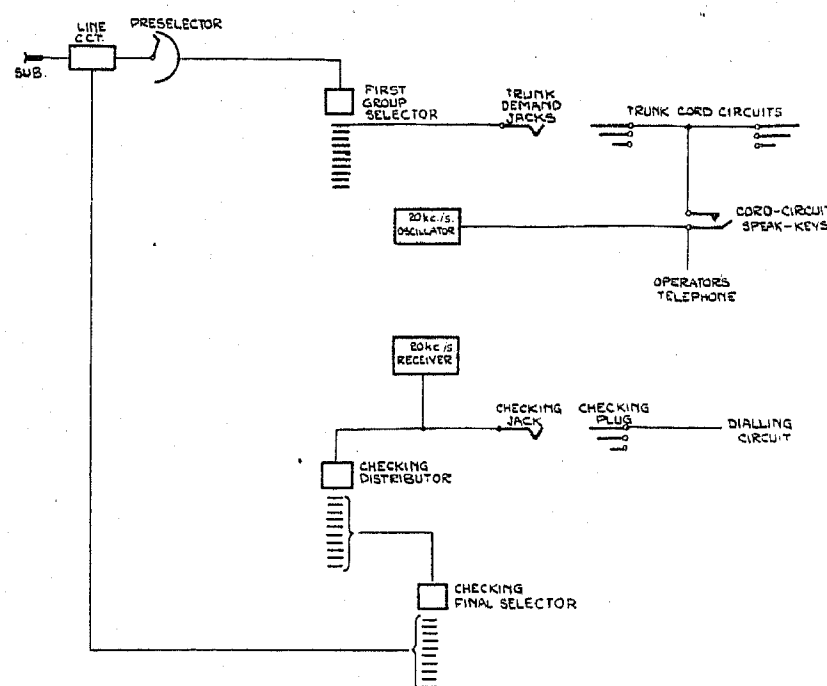 LINE
CCT.
PRESELECTOR
SUB.
FIRST
GROUP
SELECTOR
TRUNK
DEMAND
JACKS
TRUNK CORD CIRCUITS
20kc./s.
OSCILLATOR
CORD-CIRCUIT
SPEAK-KEYS
OPERATOR'S
TELEPHONE
20kc/s
RECEIVER
CHECKING
JACK
CHECKING
PLUG
DIALLING
CIRCUIT
CHECKING
DISTRIBUTOR
CHECKING
FINAL SELECTOR